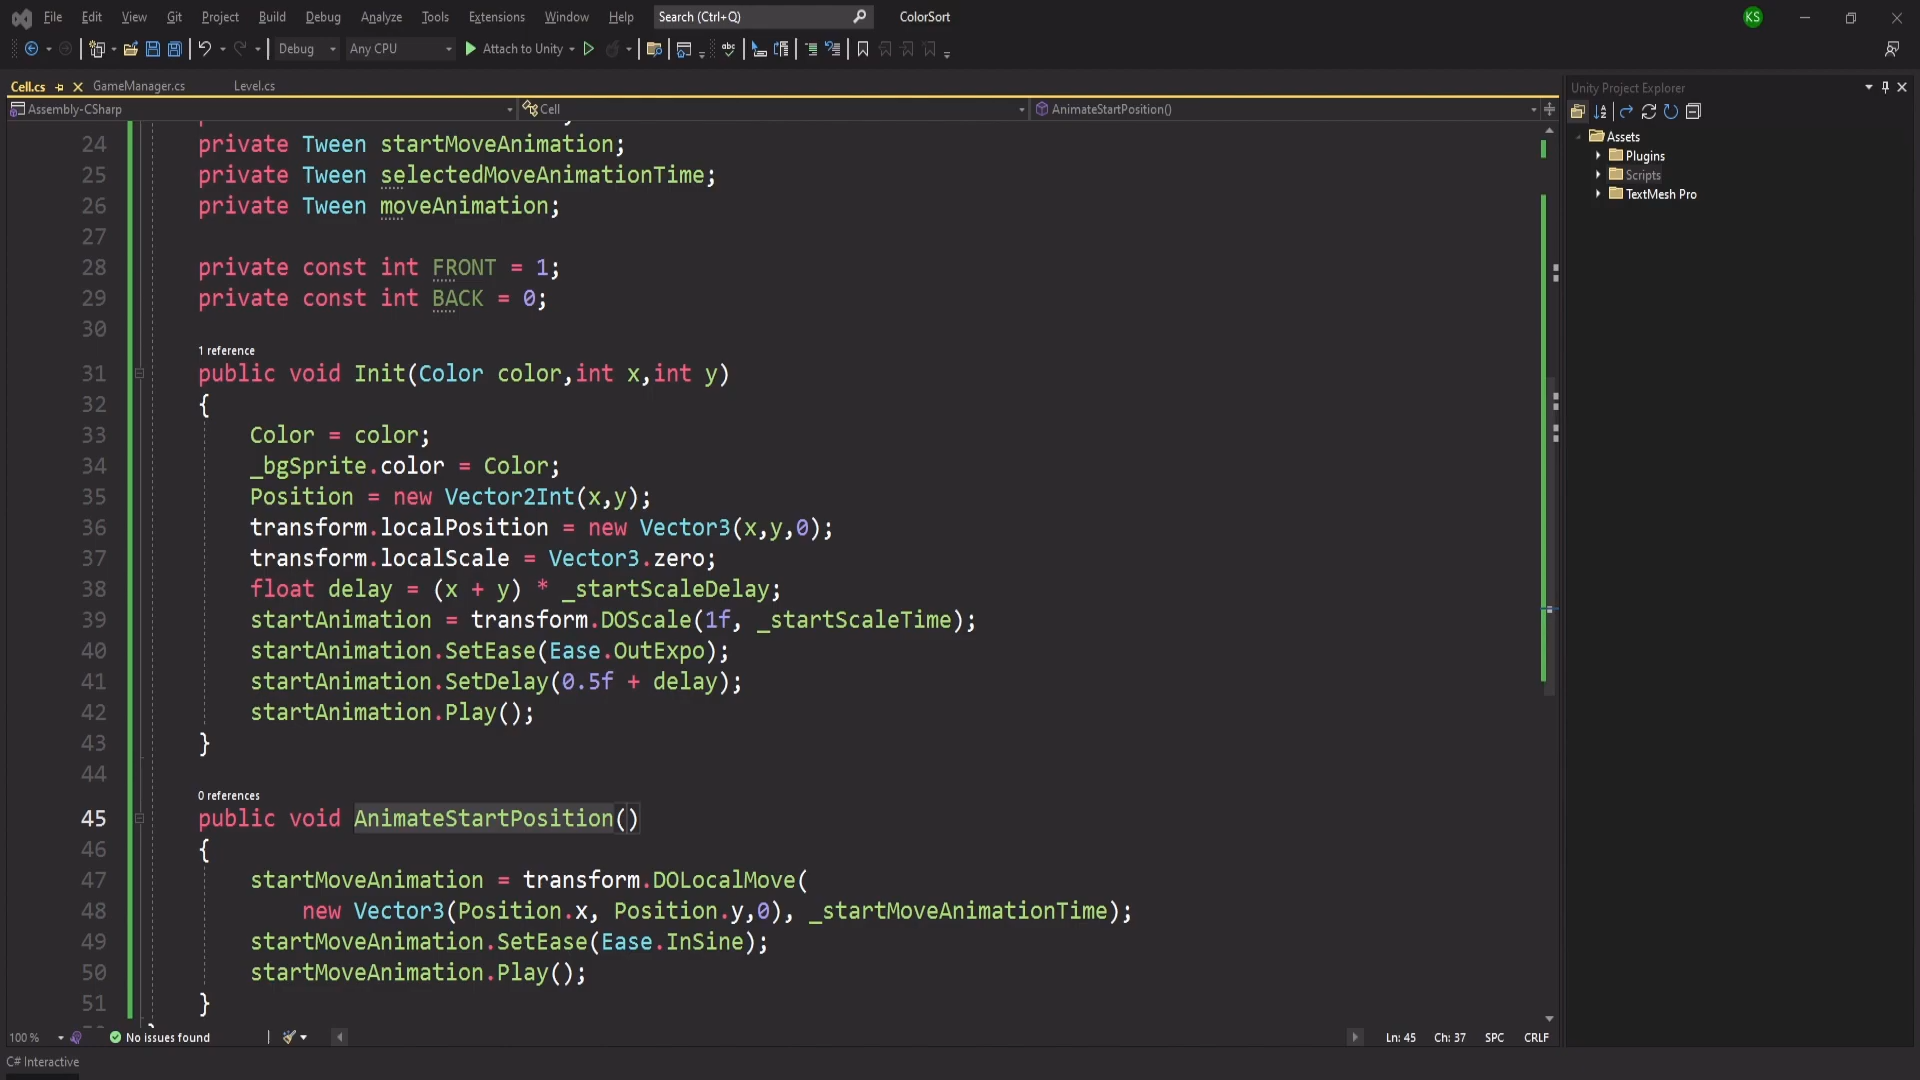 File Edit View Git Project Build Debug Analyze Tools Extensions Window Help Search (Ctrl+Q) ColorSort KS
Debug Any CPU Attach to Unity
Cell.cs GameManager.cs Level.cs
Assembly-CSharp Cell AnimateStartPosition()
24 private Tween startMoveAnimation;
25 private Tween selectedMoveAnimationTime;
26 private Tween moveAnimation;
27
28 private const int FRONT = 1;
29 private const int BACK = 0;
30
1 reference
31 public void Init(Color color,int x,int y)
32 {
33 Color = color;
34 _bgSprite.color = Color;
35 Position = new Vector2Int(x,y);
36 transform.localPosition = new Vector3(x,y,0);
37 transform.localScale = Vector3.zero;
38 float delay = (x + y) * _startScaleDelay;
39 startAnimation = transform.DOScale(1f, _startScaleTime);
40 startAnimation.SetEase(Ease.OutExpo);
41 startAnimation.SetDelay(0.5f + delay);
42 startAnimation.Play();
43 }
44
0 references
45 public void AnimateStartPosition()
46 {
47 startMoveAnimation = transform.DOLocalMove(
48 new Vector3(Position.x, Position.y,0), _startMoveAnimationTime);
49 startMoveAnimation.SetEase(Ease.InSine);
50 startMoveAnimation.Play();
51 }
100 % No issues found Ln: 45 Ch: 37 SPC CRLF
C# Interactive
Unity Project Explorer
Assets
Plugins
Scripts
TextMesh Pro